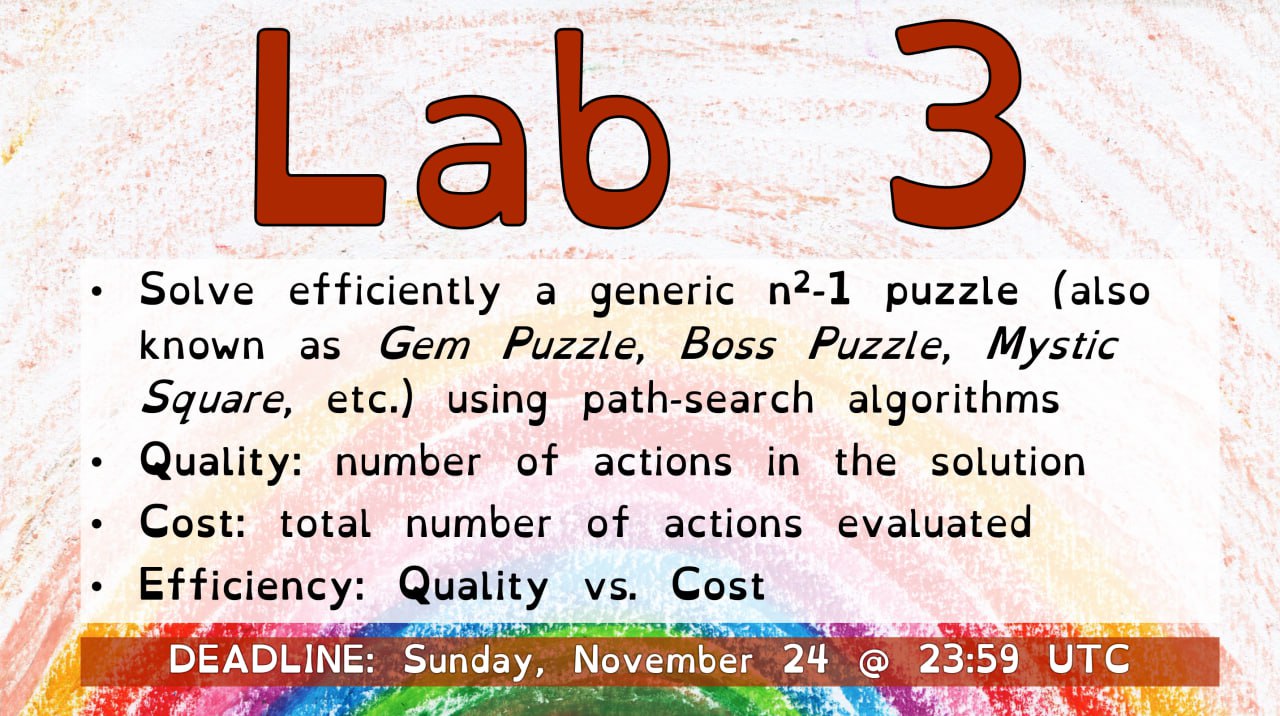 Lab 3
• Solve efficiently a generic n²-1 puzzle (also
known as Gem Puzzle, Boss Puzzle, Mystic
Square, etc.) using path-search algorithms
• Quality: number of actions in the solution
• Cost: total number of actions evaluated
• Efficiency: Quality vs. Cost
DEADLINE: Sunday, November 24 @ 23:59 UTC